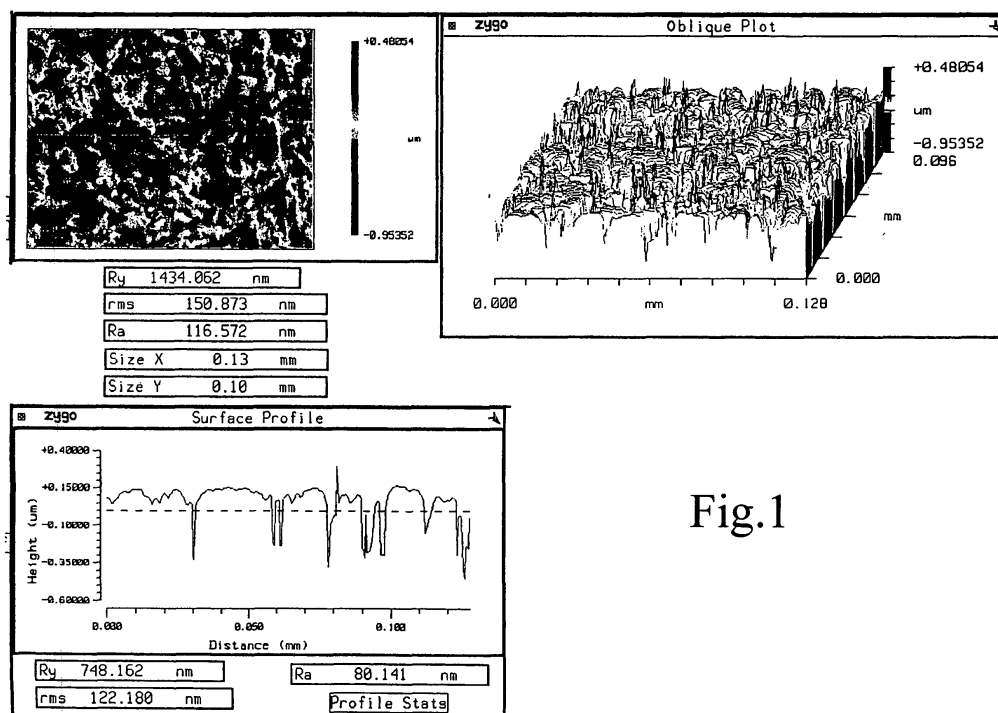 +0.48054
µm
-0.95352
zygo Oblique Plot
+0.48054
µm
-0.95352
0.096
mm
0.000
0.000 mm 0.128
Ry 1434.062 nm
rms 150.873 nm
Ra 116.572 nm
Size X 0.13 mm
Size Y 0.10 mm
zygo Surface Profile
+0.40000
+0.15000
-0.10000
-0.35000
-0.60000
Height (um)
0.000 0.050 0.100
Distance (mm)
Ry 748.162 nm
rms 122.180 nm
Ra 80.141 nm
Profile Stats
Fig.1